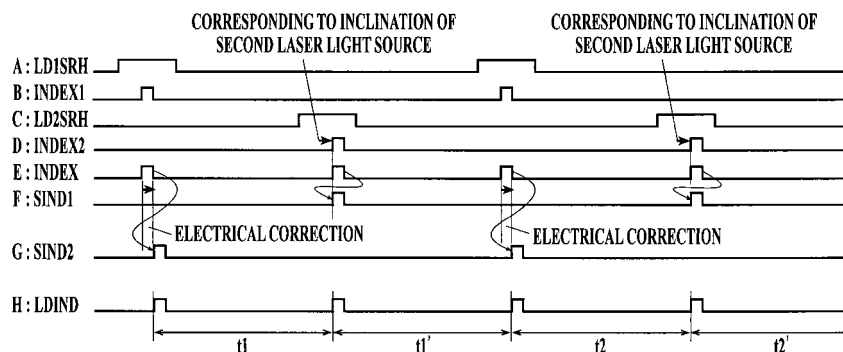 CORRESPONDING TO INCLINATION OF
SECOND LASER LIGHT SOURCE
CORRESPONDING TO INCLINATION OF
SECOND LASER LIGHT SOURCE
A : LD1SRH
B : INDEX1
C : LD2SRH
D : INDEX2
E : INDEX
F : SIND1
ELECTRICAL CORRECTION
ELECTRICAL CORRECTION
G : SIND2
H : LDIND
t1
t1'
t2
t2'